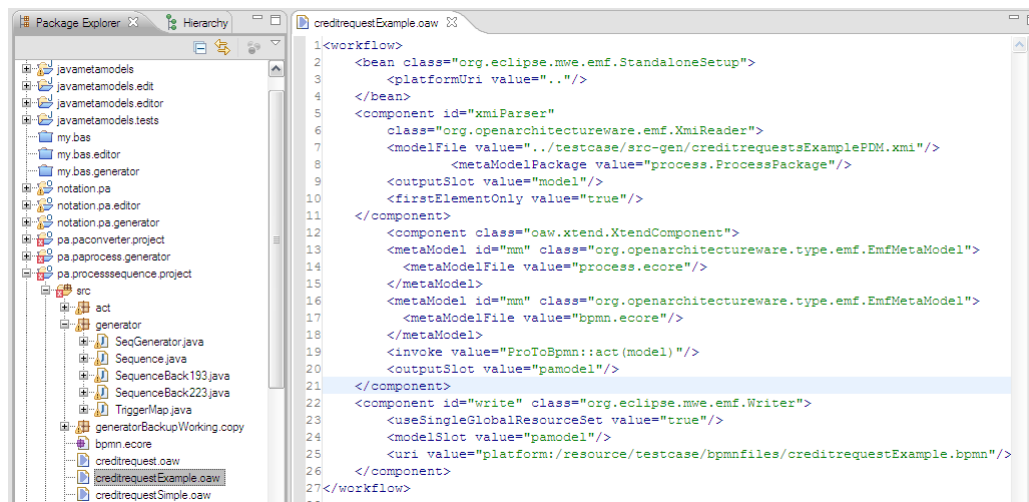 Package Explorer
Hierarchy
javametamodels
javametamodels.edit
javametamodels.editor
javametamodels.tests
my.bas
my.bas.editor
my.bas.generator
notation.pa
notation.pa.editor
notation.pa.generator
pa.paconverter.project
pa.paprocess.generator
pa.processsequence.project
src
act
generator
SeqGenerator.java
Sequence.java
SequenceBack193.java
SequenceBack223.java
TriggerMap.java
generatorBackupWorking.copy
bpmn.ecore
creditrequest.oaw
creditrequestExample.oaw
creditrequestSimple.oaw
creditrequestExample.oaw
1<workflow>
2    <bean class="org.eclipse.mwe.emf.StandaloneSetup">
3        <platformUri value=".."/>
4    </bean>
5    <component id="xmiParser"
6        class="org.openarchitectureware.emf.XmiReader">
7        <modelFile value="../testcase/src-gen/creditrequestsExamplePDM.xmi"/>
8                <metaModelPackage value="process.ProcessPackage"/>
9        <outputSlot value="model"/>
10        <firstElementOnly value="true"/>
11    </component>
12        <component class="oaw.xtend.XtendComponent">
13        <metaModel id="mm" class="org.openarchitectureware.type.emf.EmfMetaModel">
14          <metaModelFile value="process.ecore"/>
15        </metaModel>
16        <metaModel id="mm" class="org.openarchitectureware.type.emf.EmfMetaModel">
17          <metaModelFile value="bpmn.ecore"/>
18        </metaModel>
19        <invoke value="ProToBpmn::act(model)"/>
20        <outputSlot value="pamodel"/>
21    </component>
22    <component id="write" class="org.eclipse.mwe.emf.Writer">
23        <useSingleGlobalResourceSet value="true"/>
24        <modelSlot value="pamodel"/>
25        <uri value="platform:/resource/testcase/bpmnfiles/creditrequestExample.bpmn"/>
26    </component>
27</workflow>